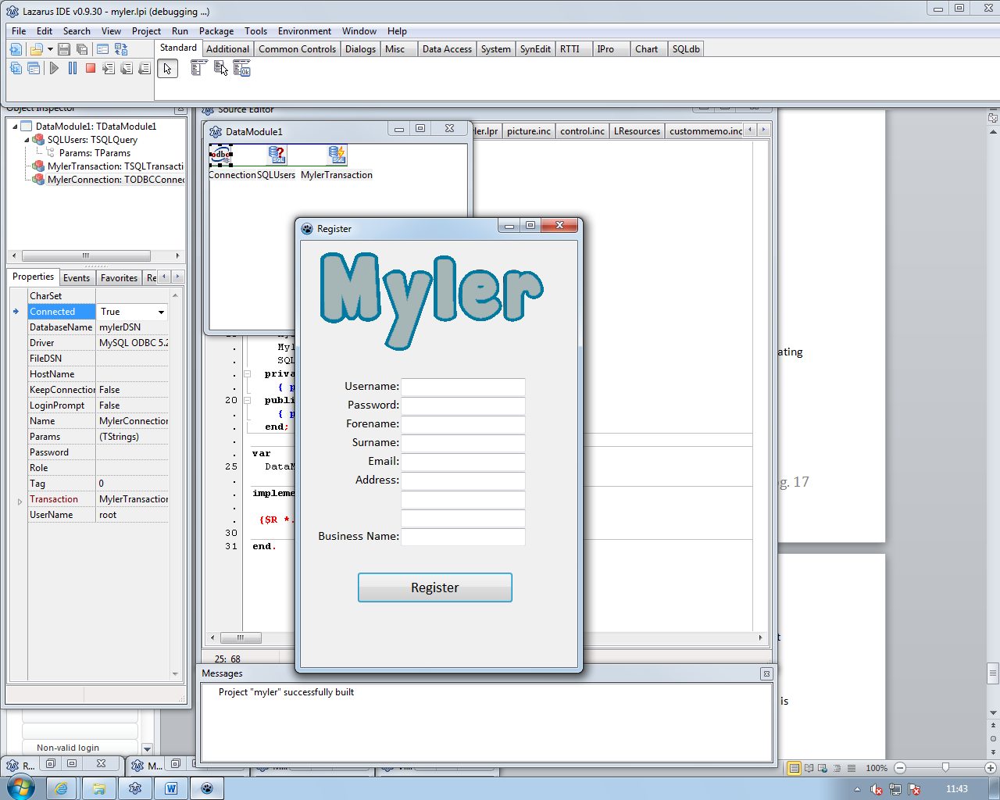 Lazarus IDE v0.9.30 - myler.lpi (debugging ...)
File Edit Search View Project Run Package Tools Environment Window Help
Standard Additional Common Controls Dialogs Misc Data Access System SynEdit RTTI IPro Chart SQLdb
Object Inspector
DataModule1: TDataModule1
SQLUsers: TSQLQuery
Params: TParams
MylerTransaction: TSQLTransacti
MylerConnection: TODBCConnec
Properties Events Favorites Re
CharSet
Connected True
DatabaseName mylerDSN
Driver MySQL ODBC 5.2
FileDSN
HostName
KeepConnection False
LoginPrompt False
Name MylerConnection
Params (TStrings)
Password
Role
Tag 0
Transaction MylerTransaction
UserName root
Source Editor
ler.lpr picture.inc control.inc LResources custommemo.inc
DataModule1
odbc SQL SQL
Connection SQLUsers MylerTransaction
Myl
SQL
priva
{ p
20 publi
{ p
end;
var
25 DataM
impleme
{$R *.
30
31 end.
25: 68
Register
Myler
Username:
Password:
Forename:
Surname:
Email:
Address:
Business Name:
Register
Messages
Project "myler" successfully built
ating
g. 17
t
is
Non-valid login
R... M...
100%
11:43